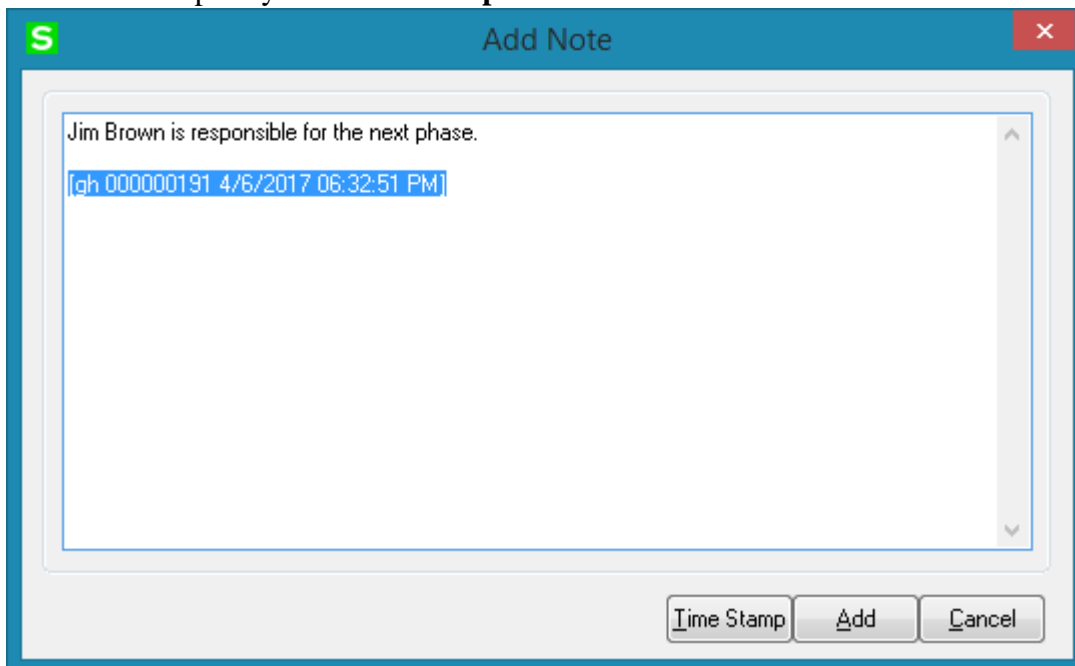 S
Add Note
Jim Brown is responsible for the next phase.
[gh 000000191 4/6/2017 06:32:51 PM]
Time Stamp
Add
Cancel